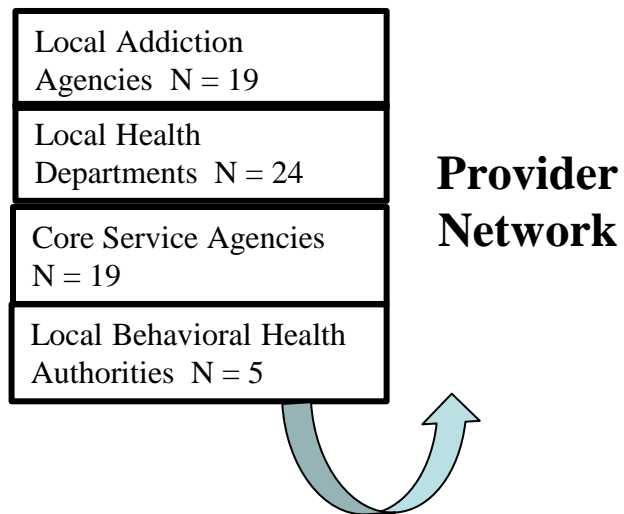 Local Addiction
Agencies N = 19
Local Health
Departments N = 24
Core Service Agencies
N = 19
Local Behavioral Health
Authorities N = 5
Provider
Network